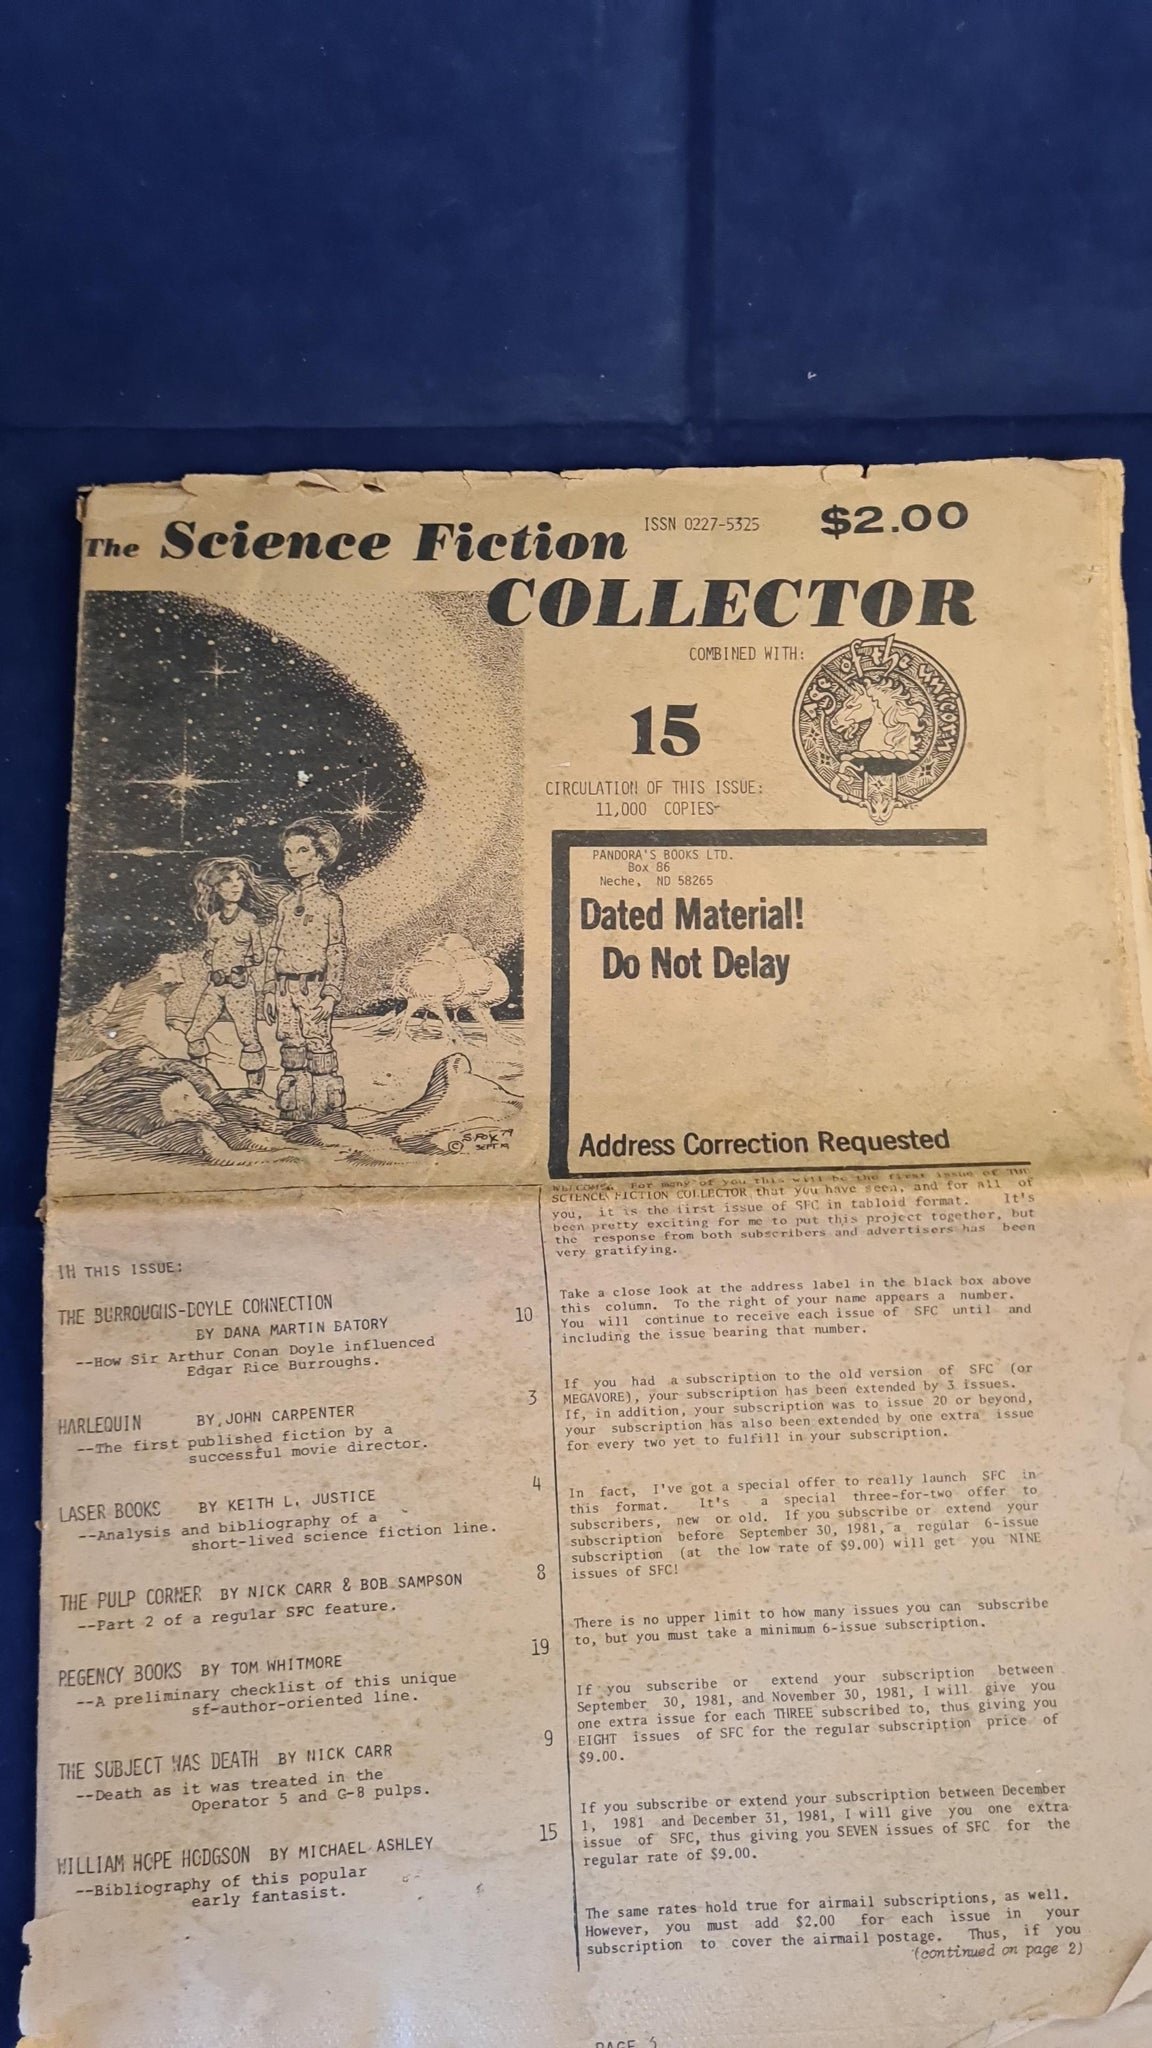 The Science Fiction
COLLECTOR
ISSN 0227-5325
$2.00
COMBINED WITH:
age of the unicorn
15
CIRCULATION OF THIS ISSUE:
11,000 COPIES
PANDORA'S BOOKS LTD.
Box 86
Neche, ND 58265
Dated Material!
Do Not Delay
Address Correction Requested
©
SEPT
IN THIS ISSUE:
THE BURROUGHS-DOYLE CONNECTION 10
BY DANA MARTIN BATORY
--How Sir Arthur Conan Doyle influenced
Edgar Rice Burroughs.
HARLEQUIN BY JOHN CARPENTER 3
--The first published fiction by a
successful movie director.
LASER BOOKS BY KEITH L. JUSTICE 4
--Analysis and bibliography of a
short-lived science fiction line.
THE PULP CORNER BY NICK CARR & BOB SAMPSON 8
--Part 2 of a regular SFC feature.
REGENCY BOOKS BY TOM WHITMORE 19
--A preliminary checklist of this unique
sf-author-oriented line.
THE SUBJECT WAS DEATH BY NICK CARR 9
--Death as it was treated in the
Operator 5 and G-8 pulps.
WILLIAM HOPE HODGSON BY MICHAEL ASHLEY 15
--Bibliography of this popular
early fantasist.
WELCOME. For many of you this will be the first issue of THE
SCIENCE FICTION COLLECTOR that you have seen, and for all of
you, it is the first issue of SFC in tabloid format. It's
been pretty exciting for me to put this project together, but
the response from both subscribers and advertisers has been
very gratifying.
Take a close look at the address label in the black box above
this column. To the right of your name appears a number.
You will continue to receive each issue of SFC until and
including the issue bearing that number.
If you had a subscription to the old version of SFC (or
MEGAVORE), your subscription has been extended by 3 issues.
If, in addition, your subscription was to issue 20 or beyond,
your subscription has also been extended by one extra issue
for every two yet to fulfill in your subscription.
In fact, I've got a special offer to really launch SFC in
this format. It's a special three-for-two offer to
subscribers, new or old. If you subscribe or extend your
subscription before September 30, 1981, a regular 6-issue
subscription (at the low rate of $9.00) will get you NINE
issues of SFC!
There is no upper limit to how many issues you can subscribe
to, but you must take a minimum 6-issue subscription.
If you subscribe or extend your subscription between
September 30, 1981, and November 30, 1981, I will give you
one extra issue for each THREE subscribed to, thus giving you
EIGHT issues of SFC for the regular subscription price of
$9.00.
If you subscribe or extend your subscription between December
1, 1981 and December 31, 1981, I will give you one extra
issue of SFC, thus giving you SEVEN issues of SFC for the
regular rate of $9.00.
The same rates hold true for airmail subscriptions, as well.
However, you must add $2.00 for each issue in your
subscription to cover the airmail postage. Thus, if you
(continued on page 2)
PAGE